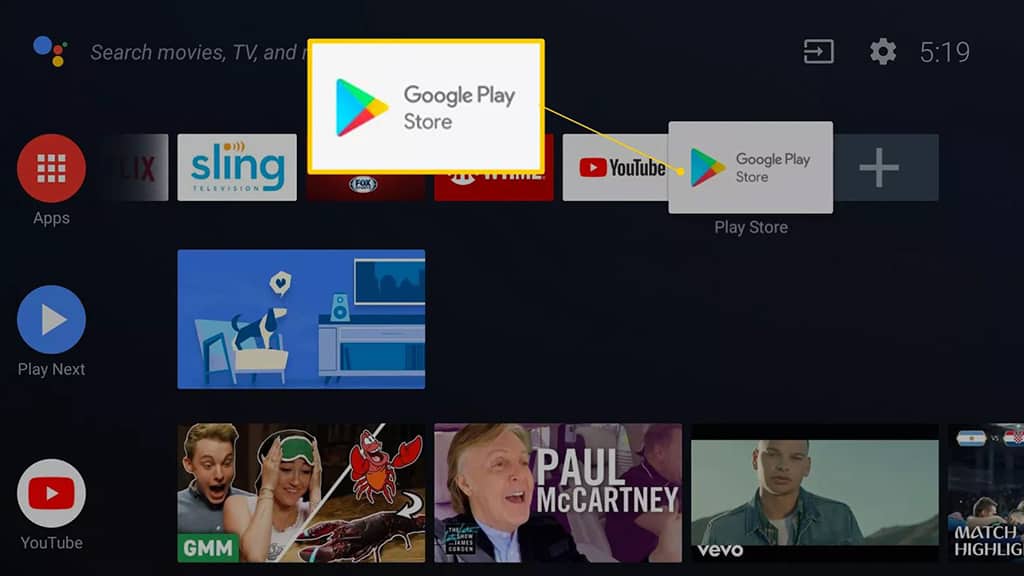 Search movies, TV, and
5:19
Google Play
Store
LIX
sling
TELEVISION
FOX
YouTube
Google Play
Store
Apps
Play Store
Play Next
PAUL
McCARTNEY
THE
LATE LATE
SHOW
JAMES
CORDEN
GMM
vevo
VS
MATCH
HIGHLIG
YouTube